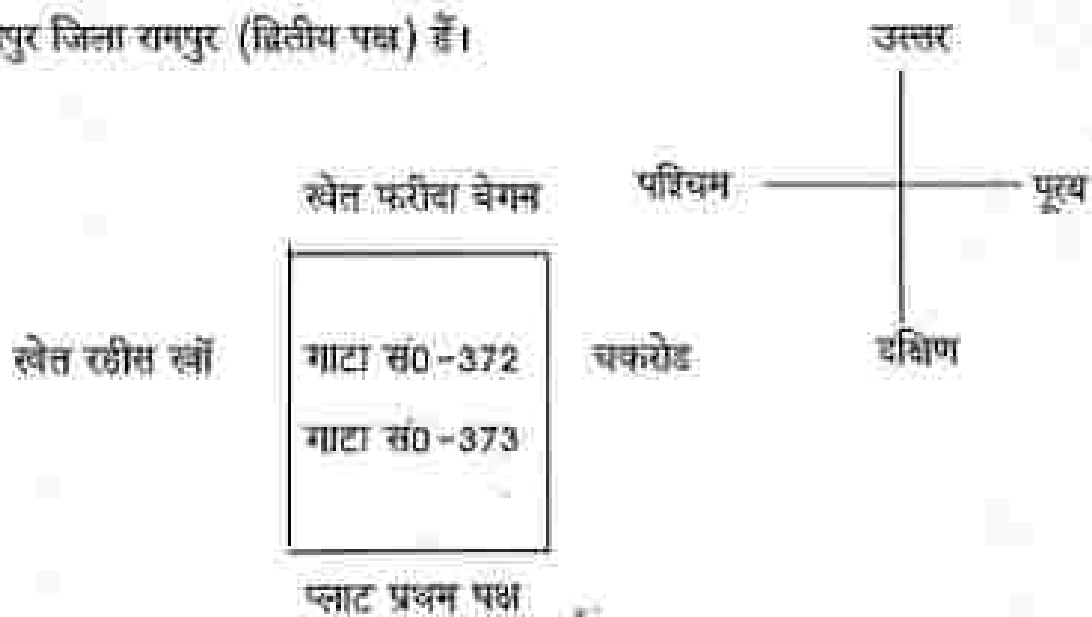 पुर जिला रामपुर (द्वितीय पक्ष) हैं।
उत्तर
पश्चिम
पूरब
दक्षिण
खेत फरीदा बेगम
खेत रहीस खाँ
गाटा सं0-372
गाटा सं0-373
चकरोड
प्लाट प्रथम पक्ष